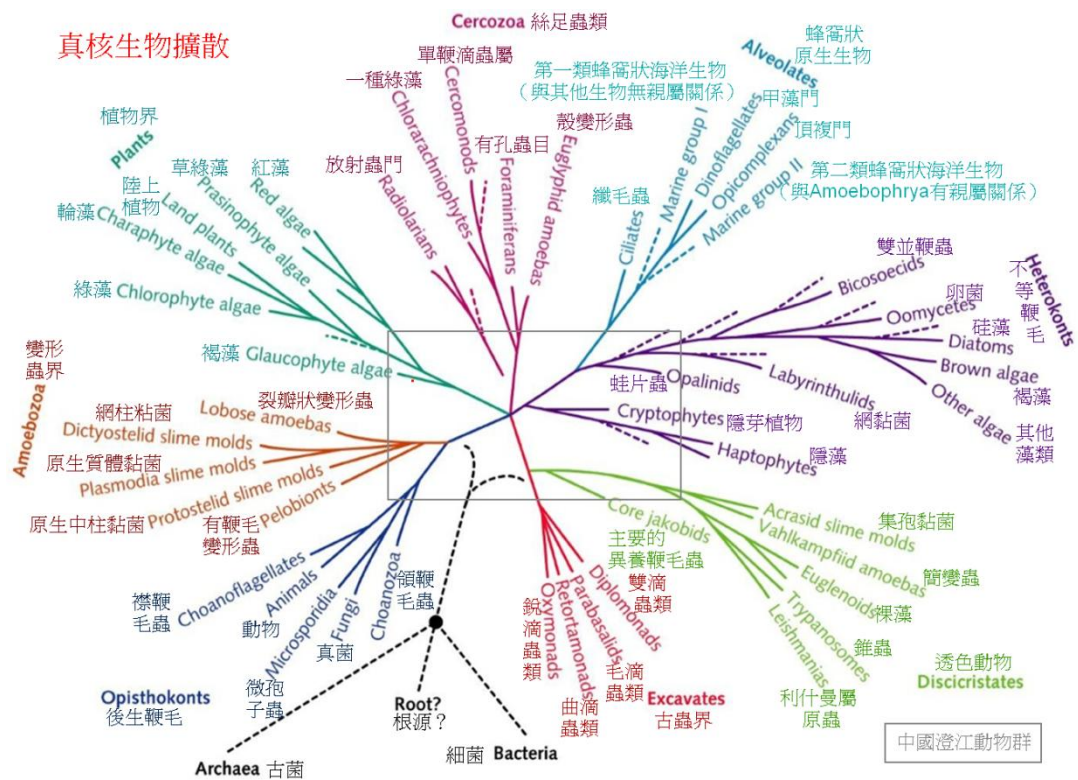 真核生物擴散
Cercozoa 絲足蟲類
單鞭滴蟲屬
Cercomonods
一種綠藻
Chlorarachniophytes
放射蟲門
Radiolarians
有孔蟲目
Foraminiferans
殼變形蟲
Euglyphid amoebas
第一類蜂窩狀海洋生物
(與其他生物無親屬關係)
Marine group I
蜂窩狀
原生生物
Alveolates
甲藻門
Dinoflagellates
頂複門
Opicomplexans
第二類蜂窩狀海洋生物
(與Amoebophrya有親屬關係)
Marine group II
纖毛蟲
Ciliates
植物界
Plants
紅藻
Red algae
草綠藻
Prasinophyte algae
陸上
植物
Land plants
輪藻
Charaphyte algae
綠藻 Chlorophyte algae
褐藻 Glaucophyte algae
雙並鞭蟲
Bicosoecids
不等鞭毛
Heterokonts
卵菌
Oomycetes
硅藻
Diatoms
Brown algae
褐藻
Other algae
其他
藻類
Labyrinthulids
網黏菌
蛙片蟲 Opalinids
Cryptophytes 隱芽植物
Haptophytes
隱藻
變形
蟲界
Amoebozoa
裂瓣狀變形蟲
Lobose amoebas
網柱粘菌
Dictyostelid slime molds
原生質體黏菌
Plasmodia slime molds
原生中柱黏菌 Protostelid slime molds
有鞭毛
變形蟲
Pelobionts
襟鞭
毛蟲
Choanoflagellates
Animals
動物
Microsporidia
微孢
子蟲
Fungi
真菌
Choanozoa
領鞭
毛蟲
Opisthokonts
後生鞭毛
Root?
根源？
Archaea 古菌
細菌 Bacteria
Core jakobids
主要的
異養鞭毛蟲
Acrasid slime molds
集孢黏菌
Vahlkampfiid amoebas
簡變蟲
Euglenoids
裸藻
Trypanosomes
錐蟲
Leishmanias
利什曼屬
原蟲
透色動物
Discicristates
Diplomonads
雙滴
蟲類
Parabasalids
毛滴
蟲類
Retortamonads
曲滴
蟲類
Oxymonads
銳滴蟲類
Excavates
古蟲界
中國澄江動物群